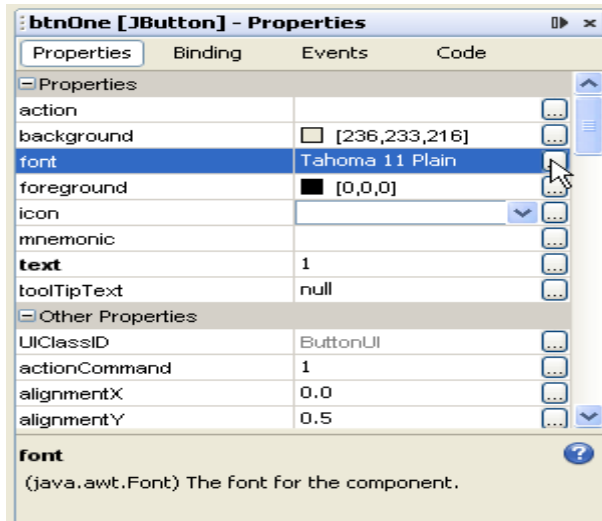 btnOne [JButton] - Properties
Properties Binding Events Code
Properties
action ...
background [236,233,216] ...
font Tahoma 11 Plain ...
foreground [0,0,0] ...
icon ...
mnemonic ...
text 1 ...
toolTipText null ...
Other Properties
UIClassID ButtonUI ...
actionCommand 1 ...
alignmentX 0.0 ...
alignmentY 0.5 ...
font ?
(java.awt.Font) The font for the component.